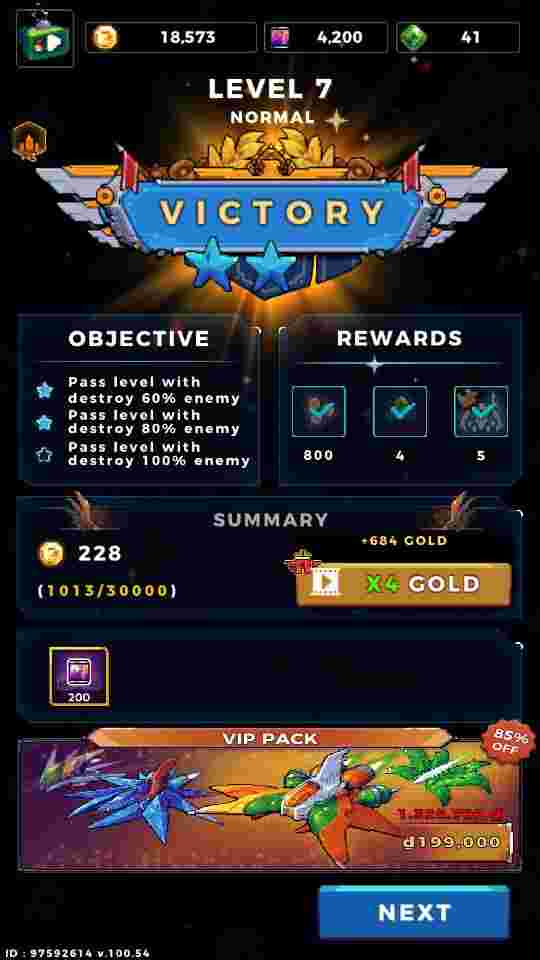 18,573
4,200
41
LEVEL 7
NORMAL
VICTORY
OBJECTIVE
Pass level with
destroy 60% enemy
Pass level with
destroy 80% enemy
Pass level with
destroy 100% enemy
REWARDS
800
4
5
SUMMARY
228
(1013/30000)
+684 GOLD
X4 GOLD
200
VIP PACK
85%
OFF
đ199,000
NEXT
ID : 97592614 v.100.54